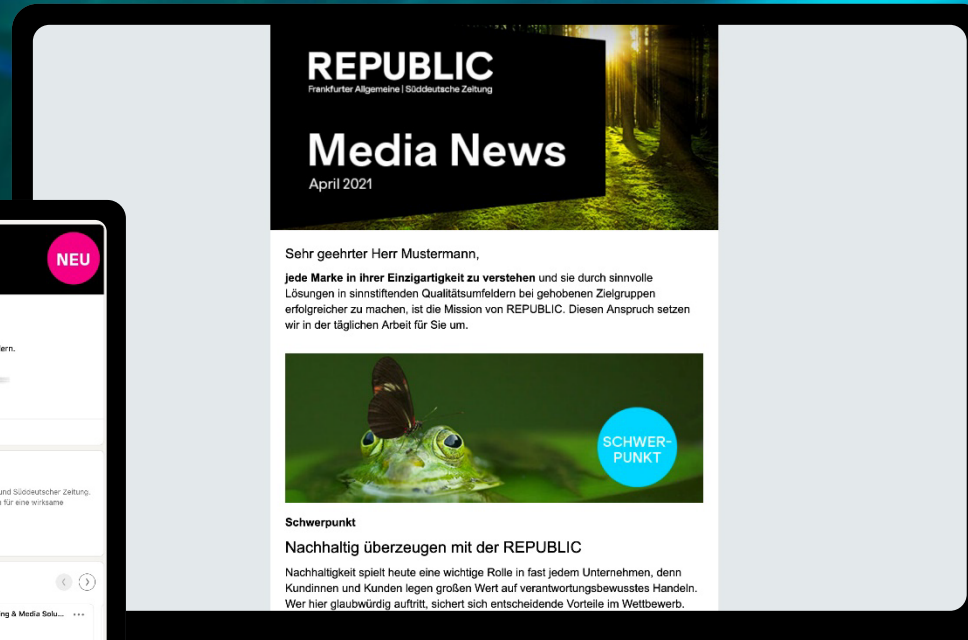 REPUBLIC
Frankfurter Allgemeine | Süddeutsche Zeitung
Media News
April 2021
Sehr geehrter Herr Mustermann,
jede Marke in ihrer Einzigartigkeit zu verstehen und sie durch sinnvolle
Lösungen in sinnstiftenden Qualitätsumfeldern bei gehobenen Zielgruppen
erfolgreicher zu machen, ist die Mission von REPUBLIC. Diesen Anspruch setzen
wir in der täglichen Arbeit für Sie um.
SCHWER-
PUNKT
Schwerpunkt
Nachhaltig überzeugen mit der REPUBLIC
Nachhaltigkeit spielt heute eine wichtige Rolle in fast jedem Unternehmen, denn
Kundinnen und Kunden legen großen Wert auf verantwortungsbewusstes Handeln.
Wer hier glaubwürdig auftritt, sichert sich entscheidende Vorteile im Wettbewerb.
NEU
und Süddeutscher Zeitung.
für eine wirksame
& Media Solu...